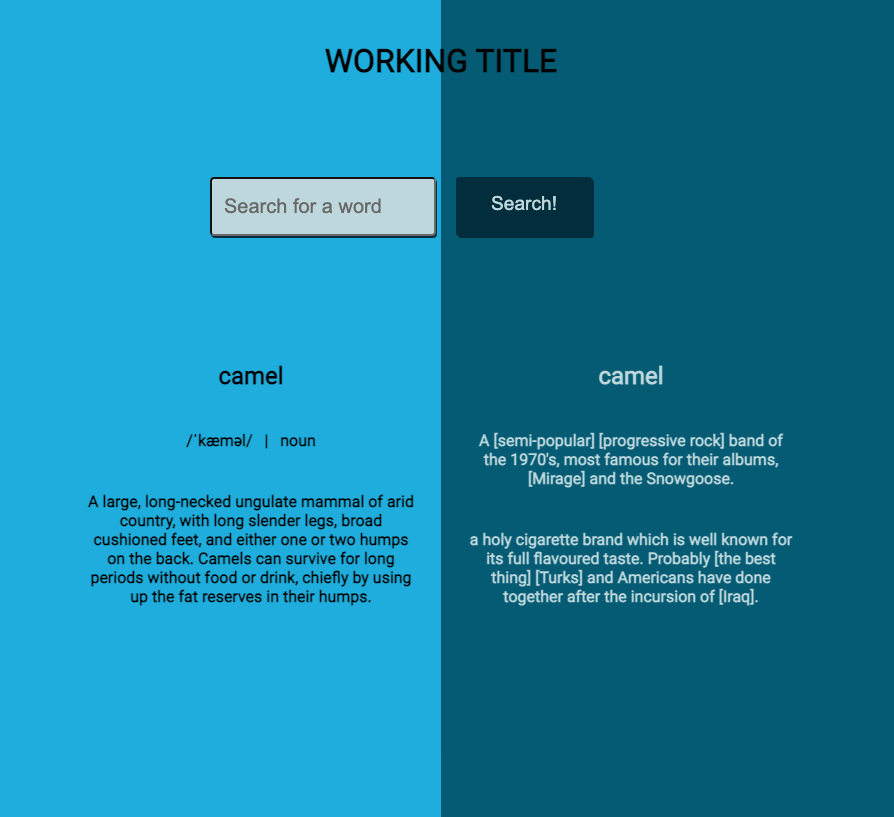 WORKING TITLE
Search for a word
Search!
camel
/ˈkæməl/ | noun
A large, long-necked ungulate mammal of arid
country, with long slender legs, broad
cushioned feet, and either one or two humps
on the back. Camels can survive for long
periods without food or drink, chiefly by using
up the fat reserves in their humps.
camel
A [semi-popular] [progressive rock] band of
the 1970's, most famous for their albums,
[Mirage] and the Snowgoose.
a holy cigarette brand which is well known for
its full flavoured taste. Probably [the best
thing] [Turks] and Americans have done
together after the incursion of [Iraq].